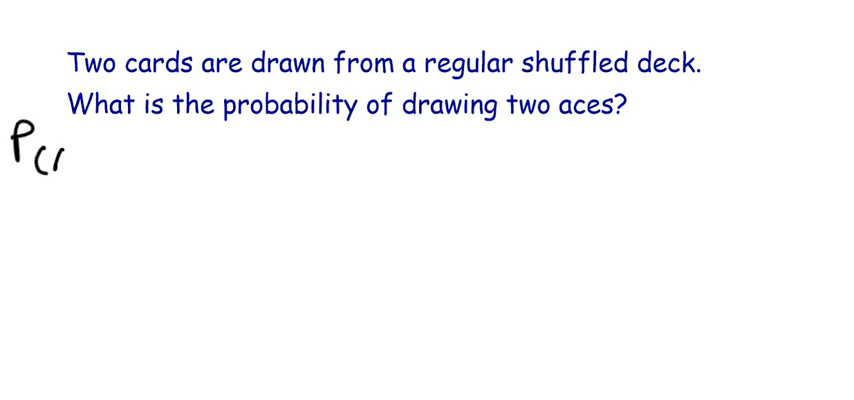 Two cards are drawn from a regular shuffled deck.
What is the probability of drawing two aces?
P(